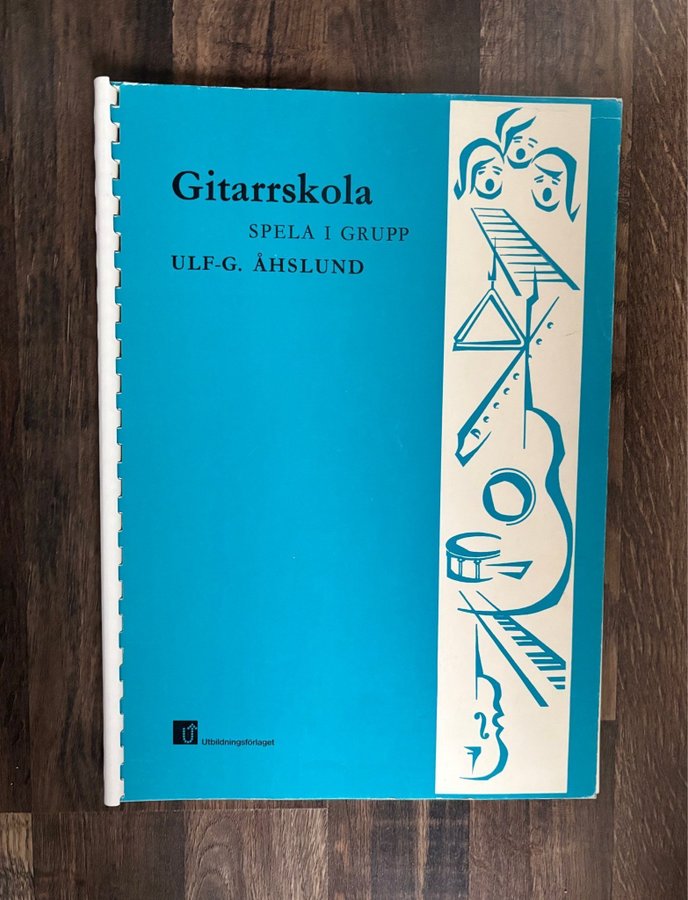 Gitarrskola
SPELA I GRUPP
ULF-G. ÅHSLUND
Utbildningsförlaget